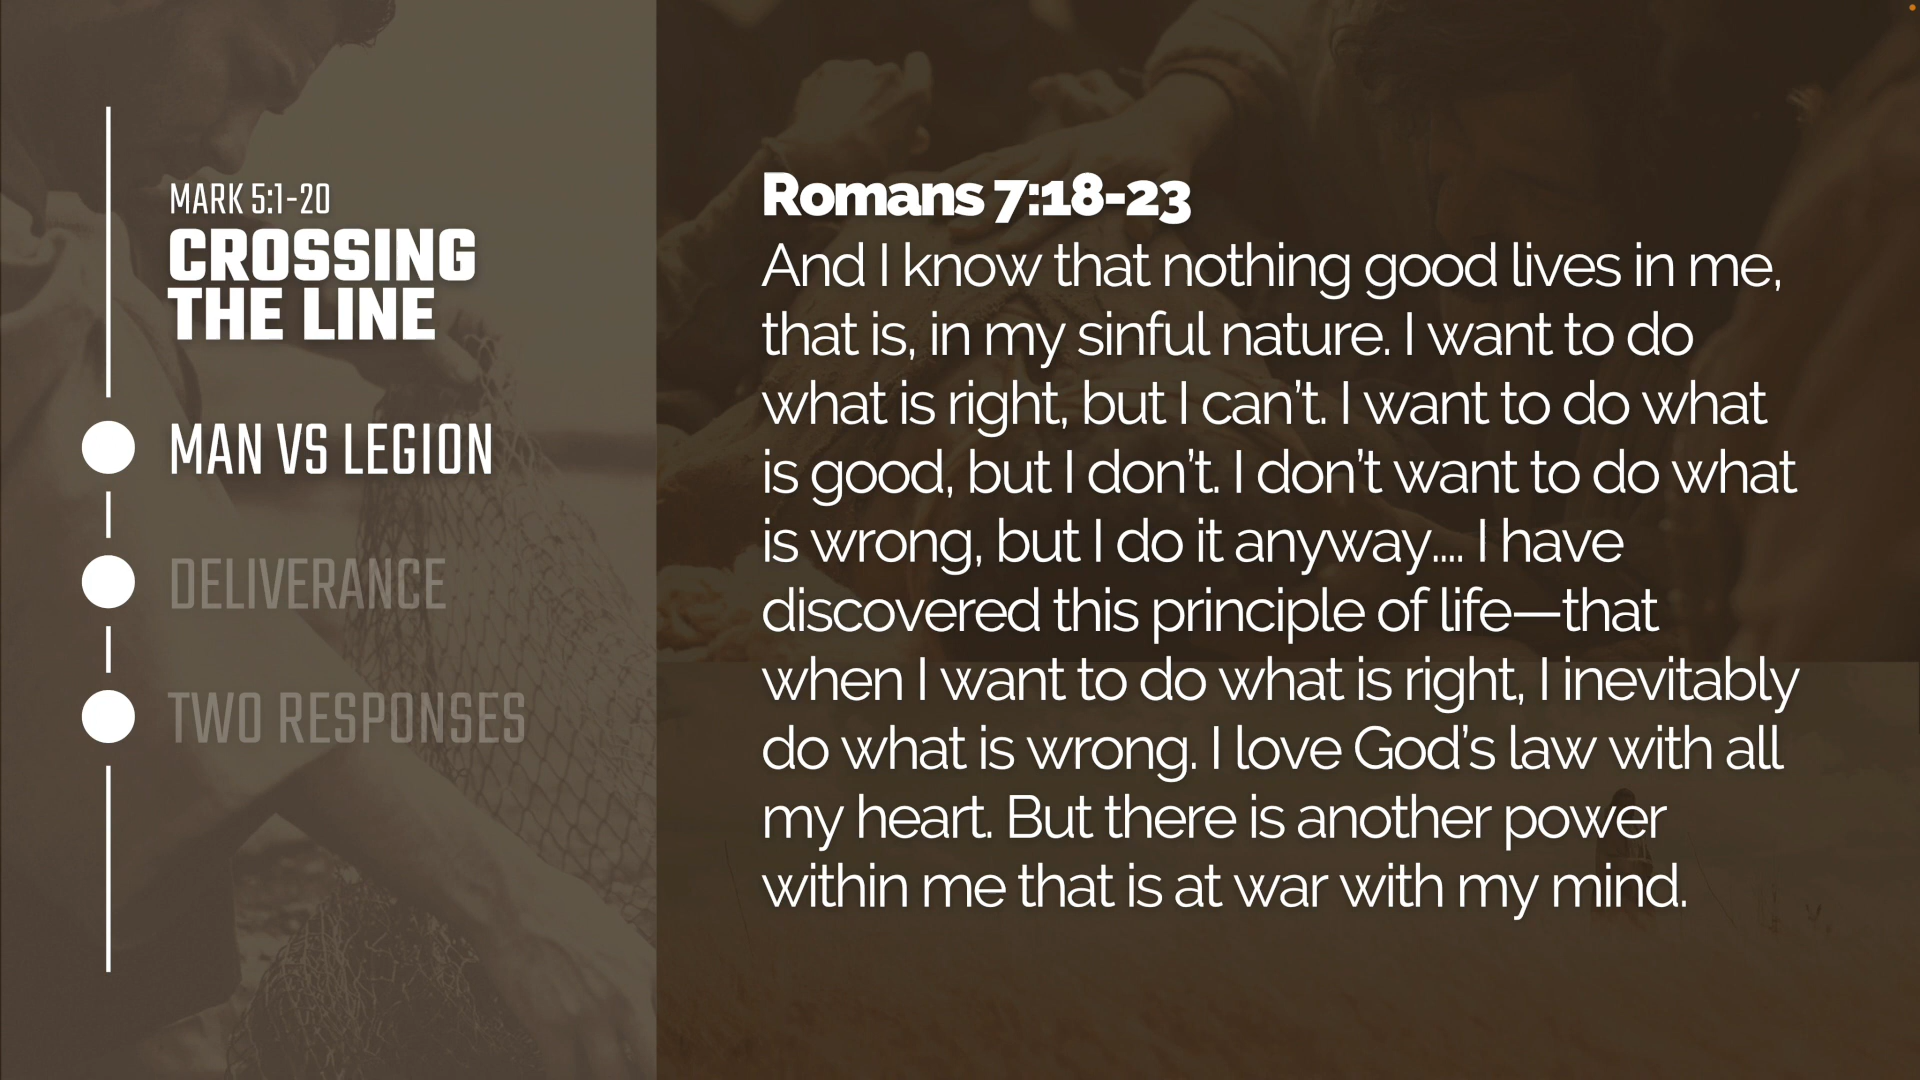 MARK 5:1-20
CROSSING
THE LINE
MAN VS LEGION
DELIVERANCE
TWO RESPONSES
Romans 7:18-23
And I know that nothing good lives in me,
that is, in my sinful nature. I want to do
what is right, but I can’t. I want to do what
is good, but I don’t. I don’t want to do what
is wrong, but I do it anyway.... I have
discovered this principle of life—that
when I want to do what is right, I inevitably
do what is wrong. I love God’s law with all
my heart. But there is another power
within me that is at war with my mind.